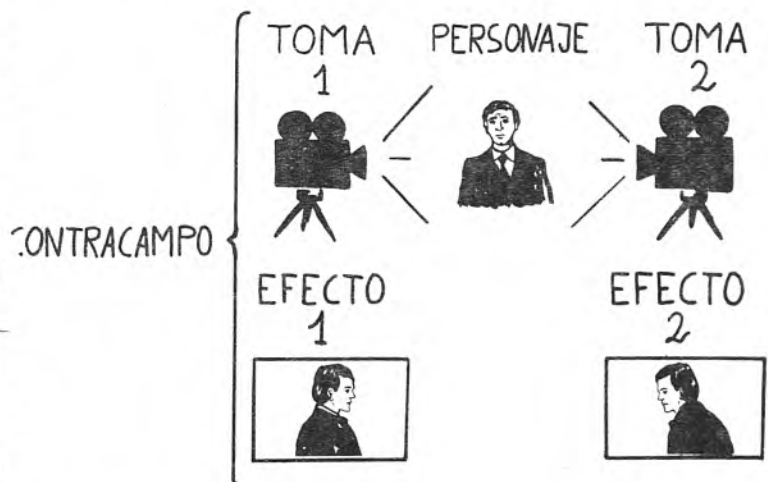 TOMA PERSONAJE TOMA
1 2
CONTRACAMPO
EFECTO EFECTO
1 2